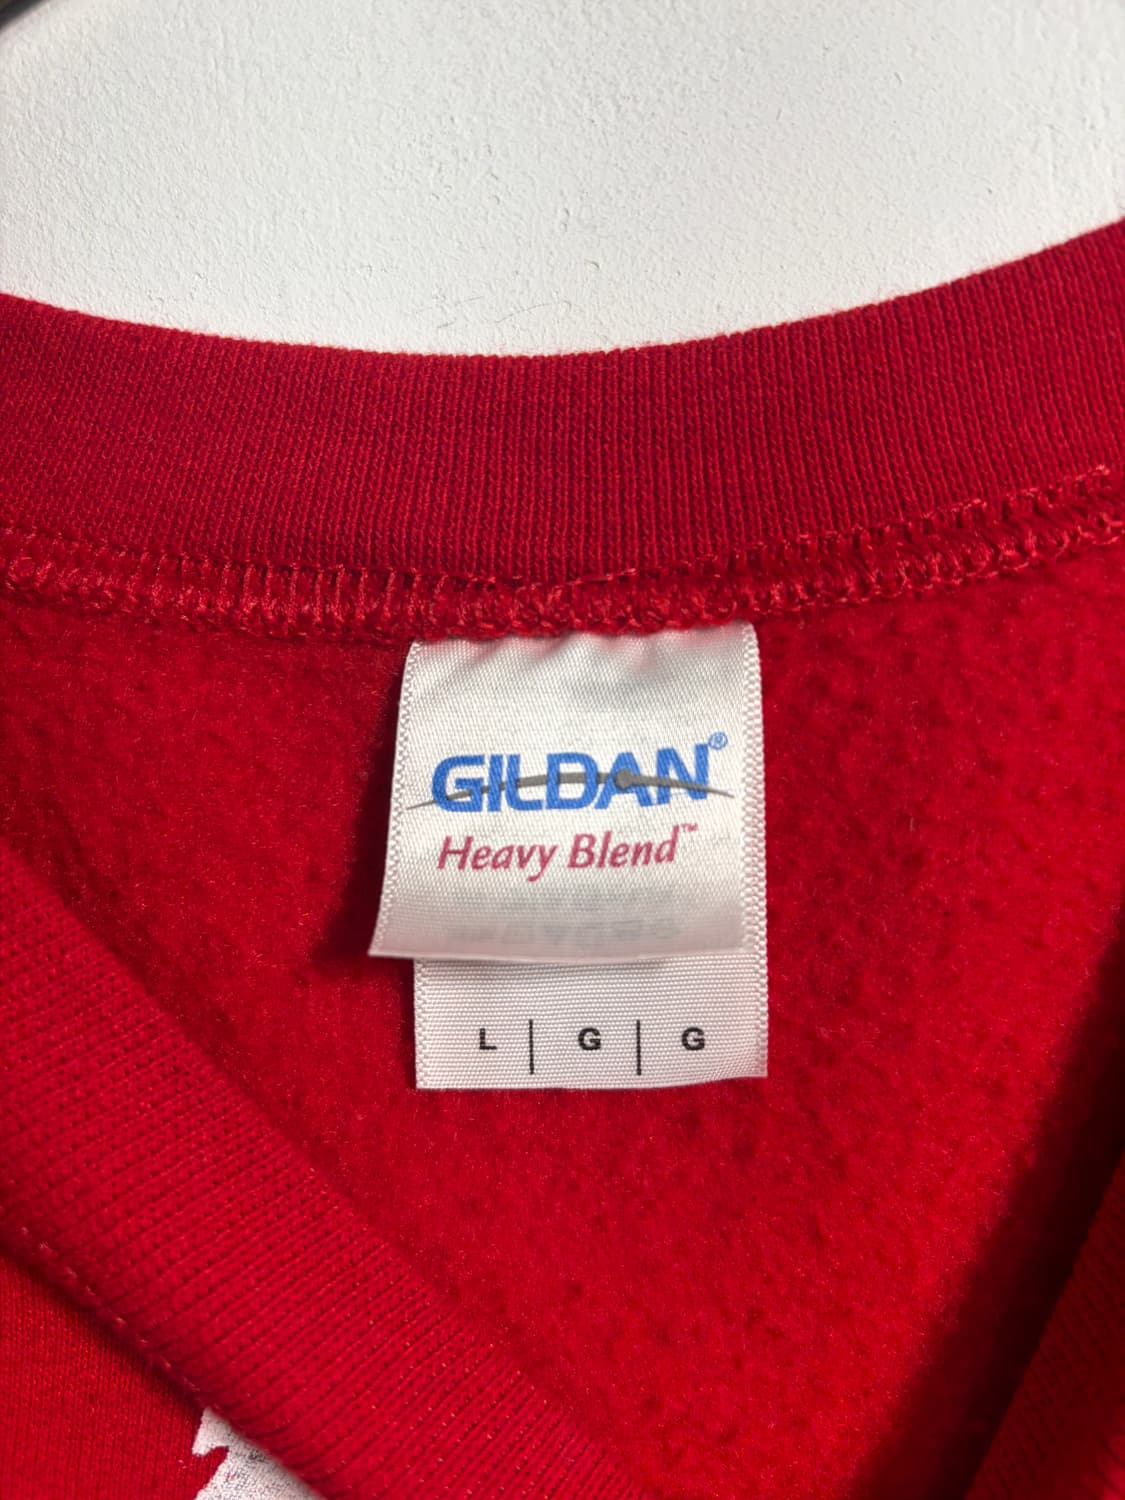 GILDAN®
Heavy Blend™
L | G | G